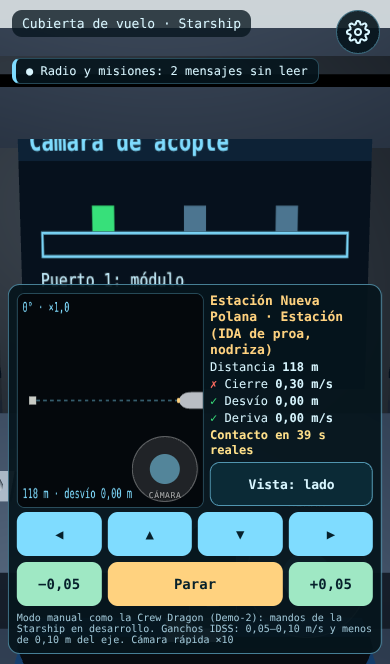 Cubierta de vuelo · Starship
● Radio y misiones: 2 mensajes sin leer
Cámara de acople
Puerto 1: módulo
0° · ×1,0
118 m · desvío 0,00 m
CÁMARA
Estación Nueva
Polana · Estación
(IDA de proa,
nodriza)
Distancia 118 m
✗ Cierre 0,30 m/s
✓ Desvío 0,00 m
✓ Deriva 0,00 m/s
Contacto en 39 s
reales
Vista: lado
◄ ▲ ▼ ►
−0,05 Parar +0,05
Modo manual como la Crew Dragon (Demo-2): mandos de la
Starship en desarrollo. Ganchos IDSS: 0,05–0,10 m/s y menos
de 0,10 m del eje. Cámara rápida ×10